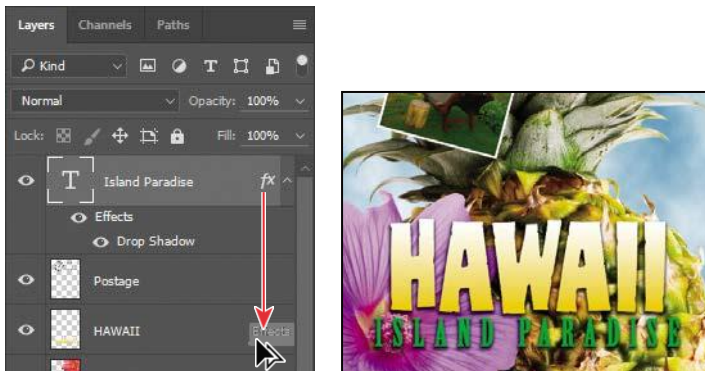 Layers Channels Paths
Kind
Normal Opacity: 100%
Lock: Fill: 100%
T Island Paradise fx
Effects
Drop Shadow
Postage
HAWAII Effects
HAWAII
ISLAND PARADISE